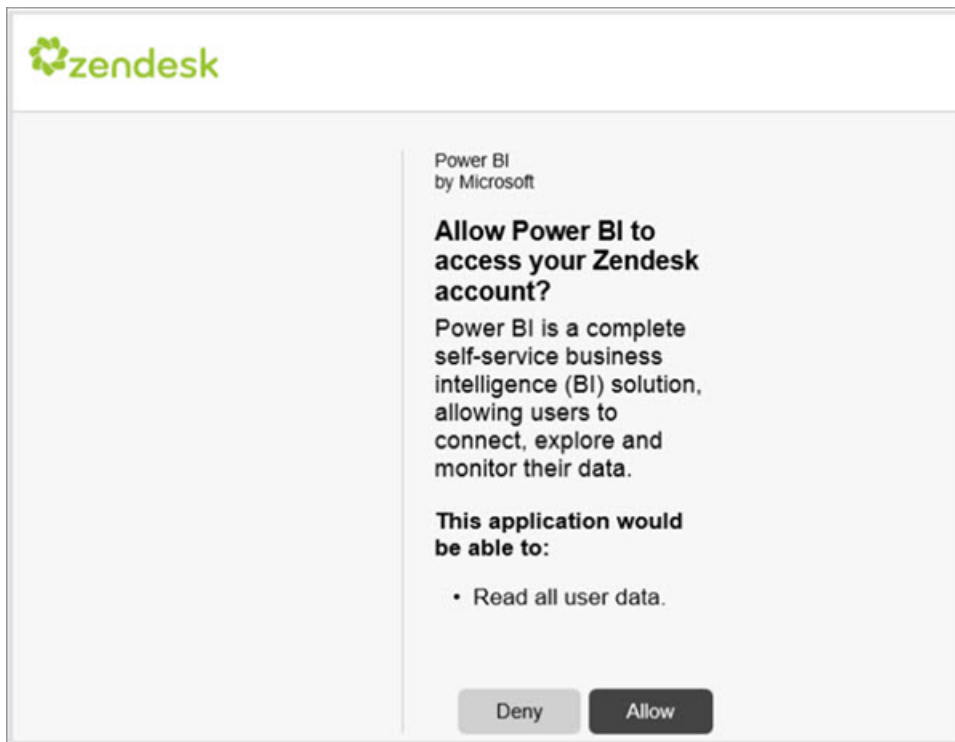 zendesk
Power BI
by Microsoft
Allow Power BI to
access your Zendesk
account?
Power BI is a complete
self-service business
intelligence (BI) solution,
allowing users to
connect, explore and
monitor their data.
This application would
be able to:
• Read all user data.
Deny Allow